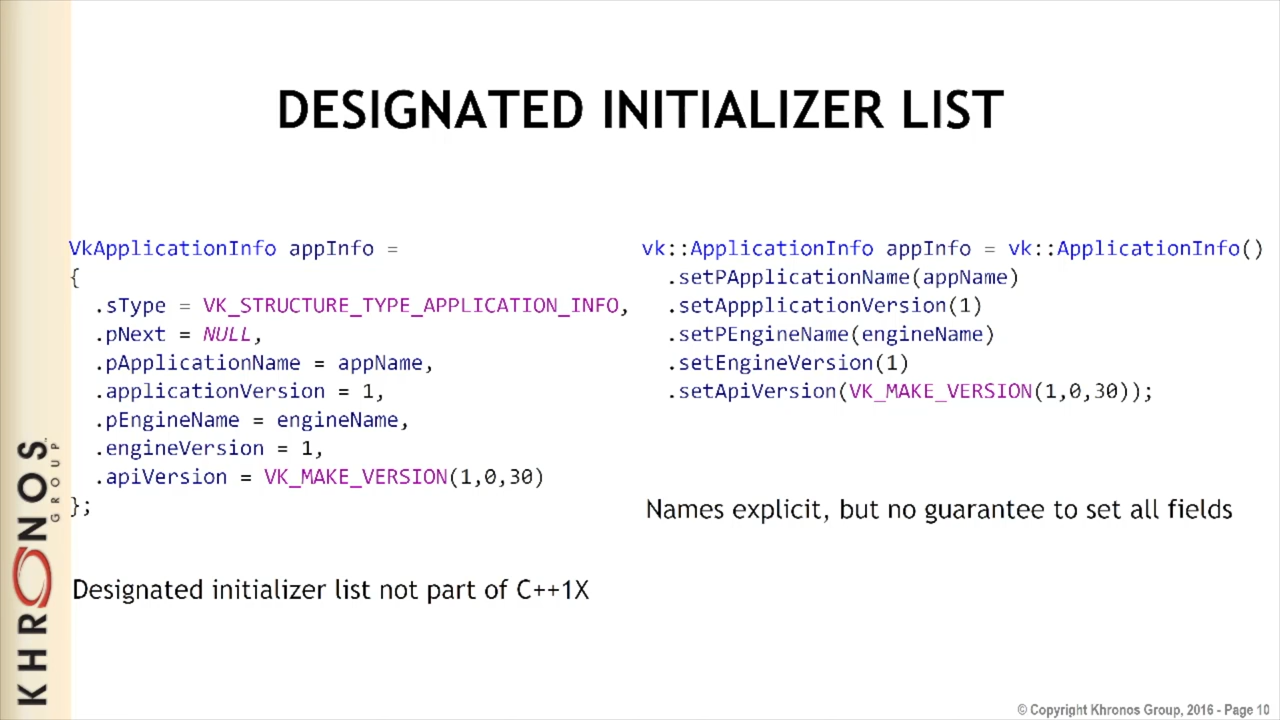 DESIGNATED INITIALIZER LIST
VkApplicationInfo appInfo =
{
.sType = VK_STRUCTURE_TYPE_APPLICATION_INFO,
.pNext = NULL,
.pApplicationName = appName,
.applicationVersion = 1,
.pEngineName = engineName,
.engineVersion = 1,
.apiVersion = VK_MAKE_VERSION(1,0,30)
};
Designated initializer list not part of C++1X
vk::ApplicationInfo appInfo = vk::ApplicationInfo()
.setPApplicationName(appName)
.setAppplicationVersion(1)
.setPEngineName(engineName)
.setEngineVersion(1)
.setApiVersion(VK_MAKE_VERSION(1,0,30));
Names explicit, but no guarantee to set all fields
KHRONOS
GROUP
© Copyright Khronos Group, 2016 - Page 10